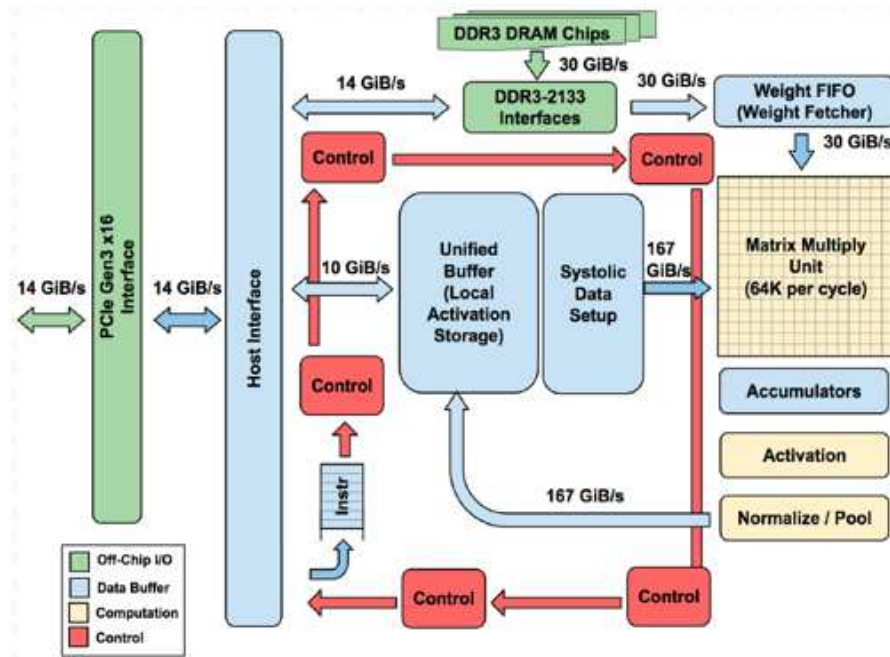 DDR3 DRAM Chips
30 GiB/s
14 GiB/s
DDR3-2133
Interfaces
30 GiB/s
Weight FIFO
(Weight Fetcher)
30 GiB/s
Control
Control
PCIe Gen3 x16
Interface
14 GiB/s
14 GiB/s
Host Interface
10 GiB/s
Unified
Buffer
(Local
Activation
Storage)
Systolic
Data
Setup
167
GiB/s
Matrix Multiply
Unit
(64K per cycle)
Control
Accumulators
Activation
Instr
167 GiB/s
Normalize / Pool
Control
Control
Off-Chip I/O
Data Buffer
Computation
Control